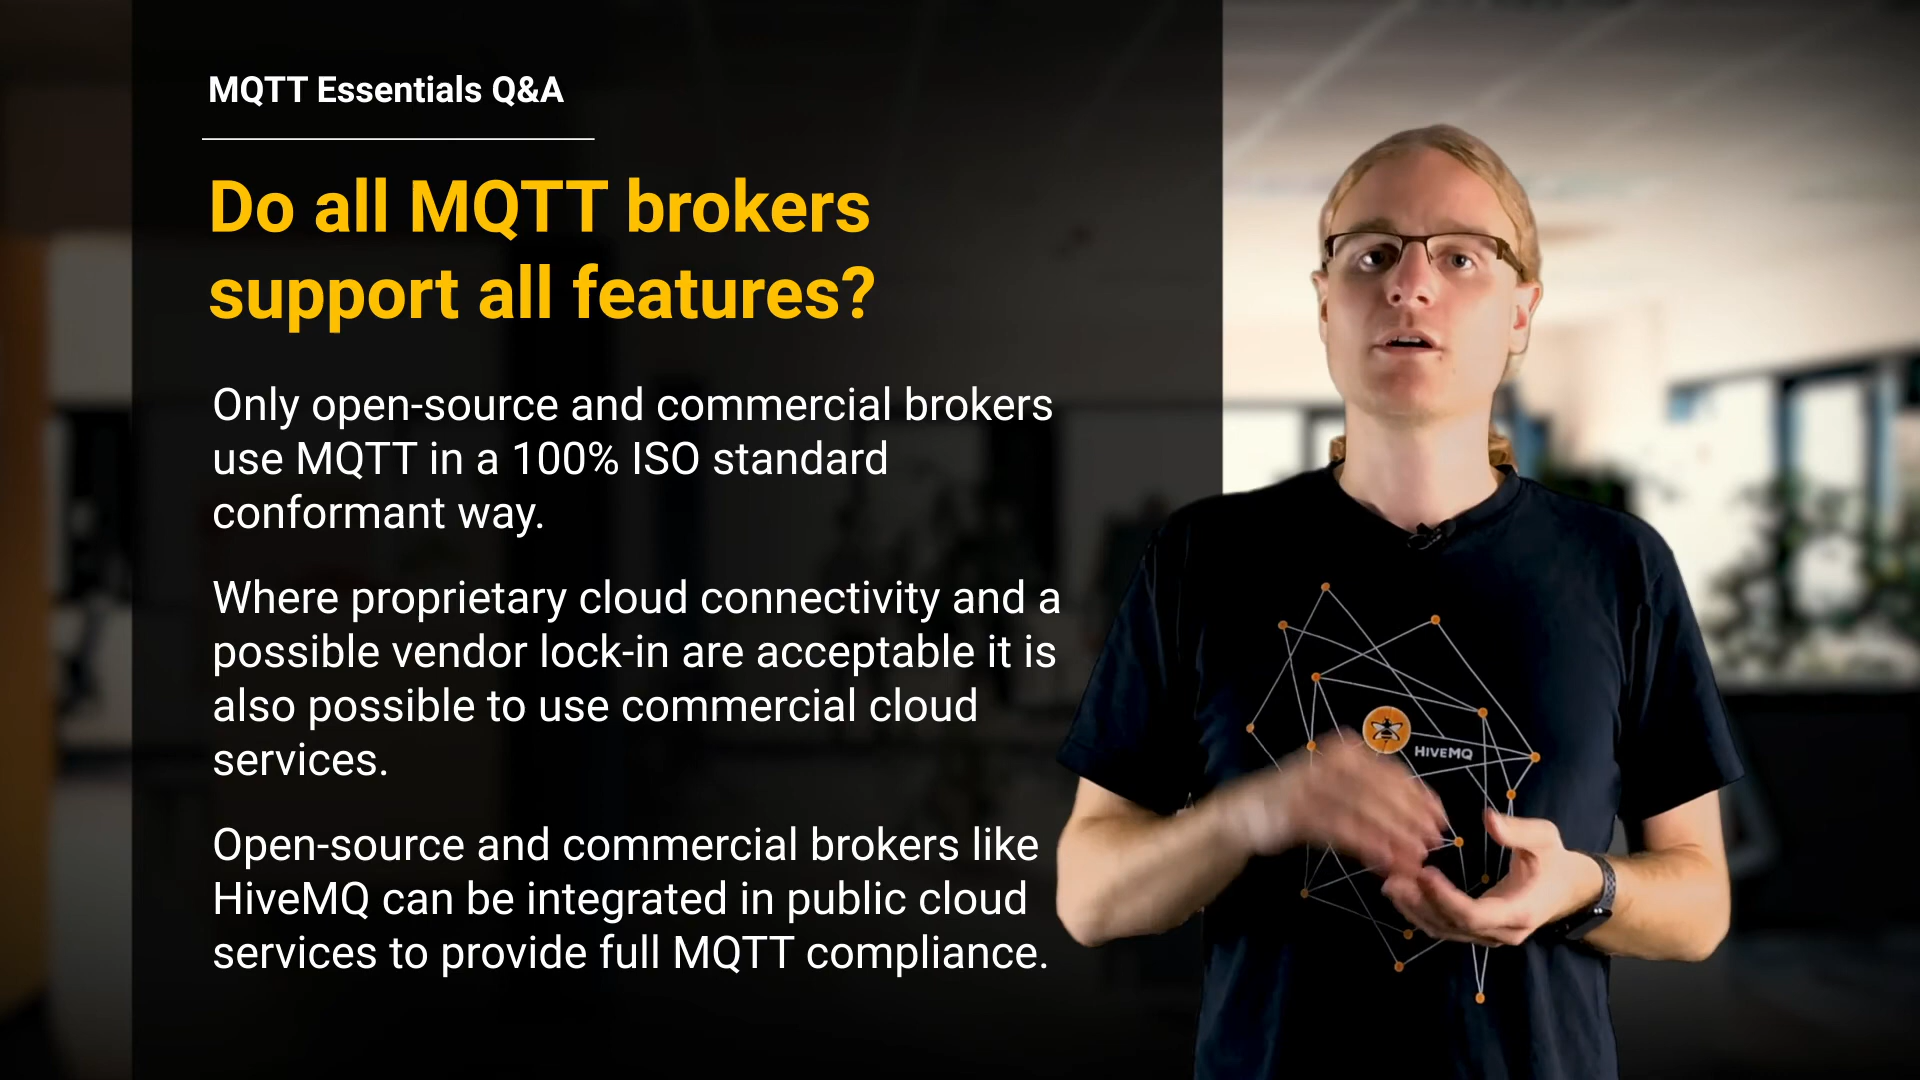 MQTT Essentials Q&A
Do all MQTT brokers
support all features?
Only open-source and commercial brokers
use MQTT in a 100% ISO standard
conformant way.
Where proprietary cloud connectivity and a
possible vendor lock-in are acceptable it is
also possible to use commercial cloud
services.
Open-source and commercial brokers like
HiveMQ can be integrated in public cloud
services to provide full MQTT compliance.
HIVEMQ